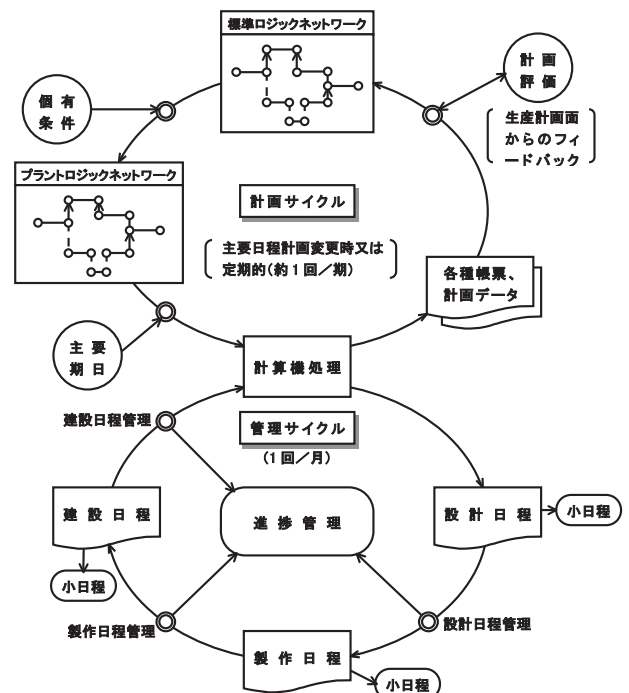 標準ロジックネットワーク
計画
評価
個有
条件
生産計画面
からのフィ
ードバック
プラントロジックネットワーク
計画サイクル
主要日程計画変更時又は
定期的(約1回/期)
各種帳票、
計画データ
主要
期日
計算機処理
建設日程管理
管理サイクル
(1回/月)
建設日程
進捗管理
設計日程
小日程
小日程
製作日程管理
設計日程管理
製作日程
小日程